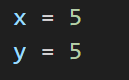 x = 5
y = 5